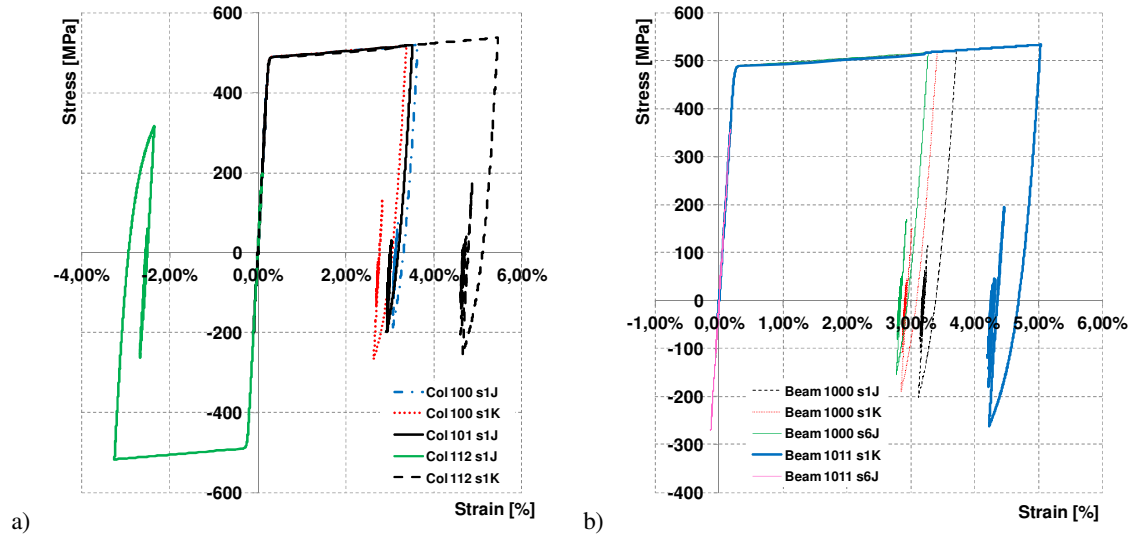 600
500
400
300
200
100
0
-100
-200
-300
-400
600
400
200
0
-200
-400
-600
Stress [MPa]
Stress [MPa]
-4,00%
-2,00%
0,00%
2,00%
4,00%
6,00%
-1,00%
0,00%
1,00%
2,00%
3,00%
4,00%
5,00%
6,00%
Col 100 s1J
Col 100 s1K
Col 101 s1J
Col 112 s1J
Col 112 s1K
Beam 1000 s1J
Beam 1000 s1K
Beam 1000 s6J
Beam 1011 s1K
Beam 1011 s6J
Strain [%]
Strain [%]
a)
b)